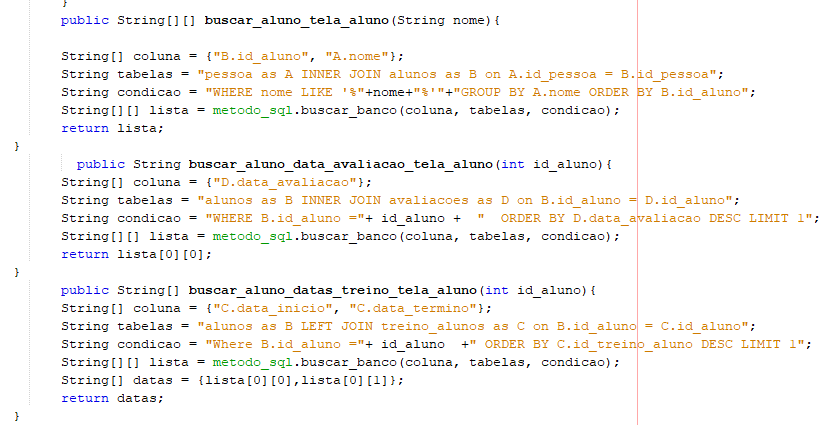 }
public String[][] buscar_aluno_tela_aluno(String nome){
String[] coluna = {"B.id_aluno", "A.nome"};
String tabelas = "pessoa as A INNER JOIN alunos as B on A.id_pessoa = B.id_pessoa";
String condicao = "WHERE nome LIKE '%"+nome+"%'"+"GROUP BY A.nome ORDER BY B.id_aluno";
String[][] lista = metodo_sql.buscar_banco(coluna, tabelas, condicao);
return lista;
}
public String buscar_aluno_data_avaliacao_tela_aluno(int id_aluno){
String[] coluna = {"D.data_avaliacao"};
String tabelas = "alunos as B INNER JOIN avaliacoes as D on B.id_aluno = D.id_aluno";
String condicao = "WHERE B.id_aluno ="+ id_aluno +  "  ORDER BY D.data_avaliacao DESC LIMIT 1";
String[][] lista = metodo_sql.buscar_banco(coluna, tabelas, condicao);
return lista[0][0];
}
public String[] buscar_aluno_datas_treino_tela_aluno(int id_aluno){
String[] coluna = {"C.data_inicio", "C.data_termino"};
String tabelas = "alunos as B LEFT JOIN treino_alunos as C on B.id_aluno = C.id_aluno";
String condicao = "Where B.id_aluno ="+ id_aluno  +" ORDER BY C.id_treino_aluno DESC LIMIT 1";
String[][] lista = metodo_sql.buscar_banco(coluna, tabelas, condicao);
String[] datas = {lista[0][0],lista[0][1]};
return datas;
}